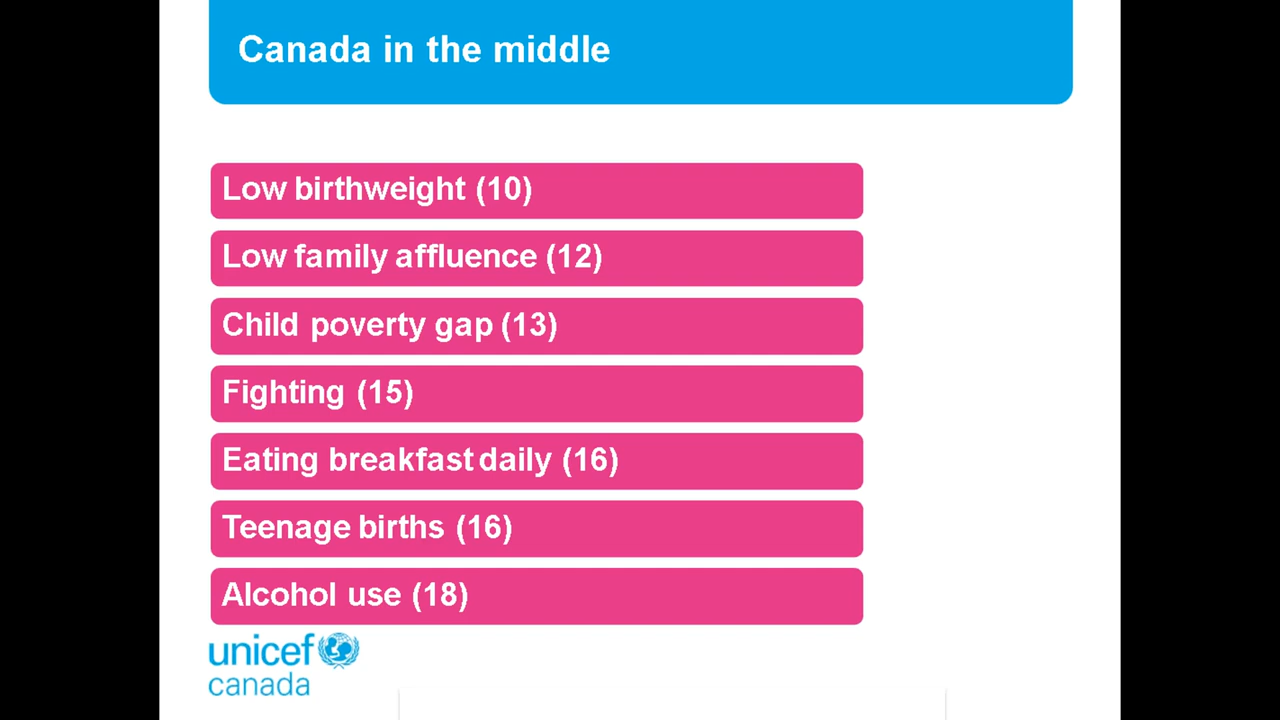 Canada in the middle
Low birthweight (10)
Low family affluence (12)
Child poverty gap (13)
Fighting (15)
Eating breakfast daily (16)
Teenage births (16)
Alcohol use (18)
unicef
canada